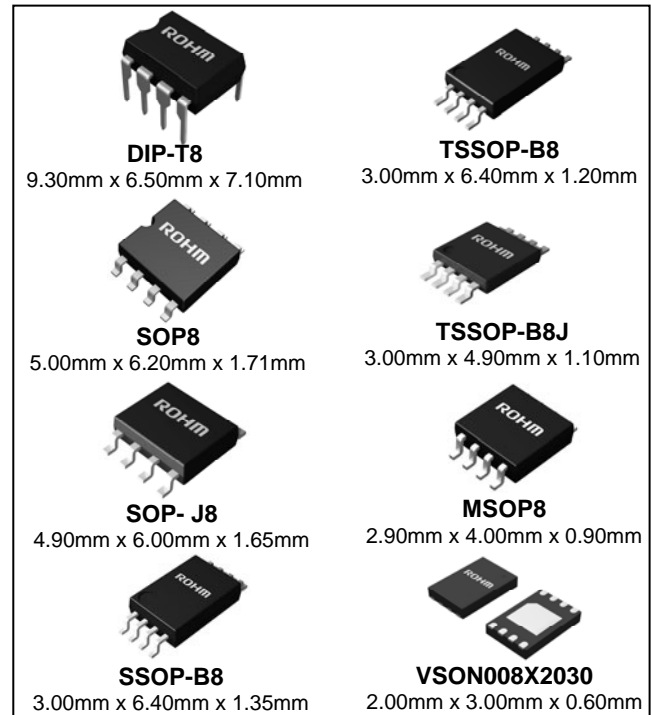 ROHM
DIP-T8
9.30mm x 6.50mm x 7.10mm
ROHM
TSSOP-B8
3.00mm x 6.40mm x 1.20mm
ROHM
SOP8
5.00mm x 6.20mm x 1.71mm
ROHM
TSSOP-B8J
3.00mm x 4.90mm x 1.10mm
ROHM
SOP- J8
4.90mm x 6.00mm x 1.65mm
ROHM
MSOP8
2.90mm x 4.00mm x 0.90mm
ROHM
SSOP-B8
3.00mm x 6.40mm x 1.35mm
ROHM
VSON008X2030
2.00mm x 3.00mm x 0.60mm